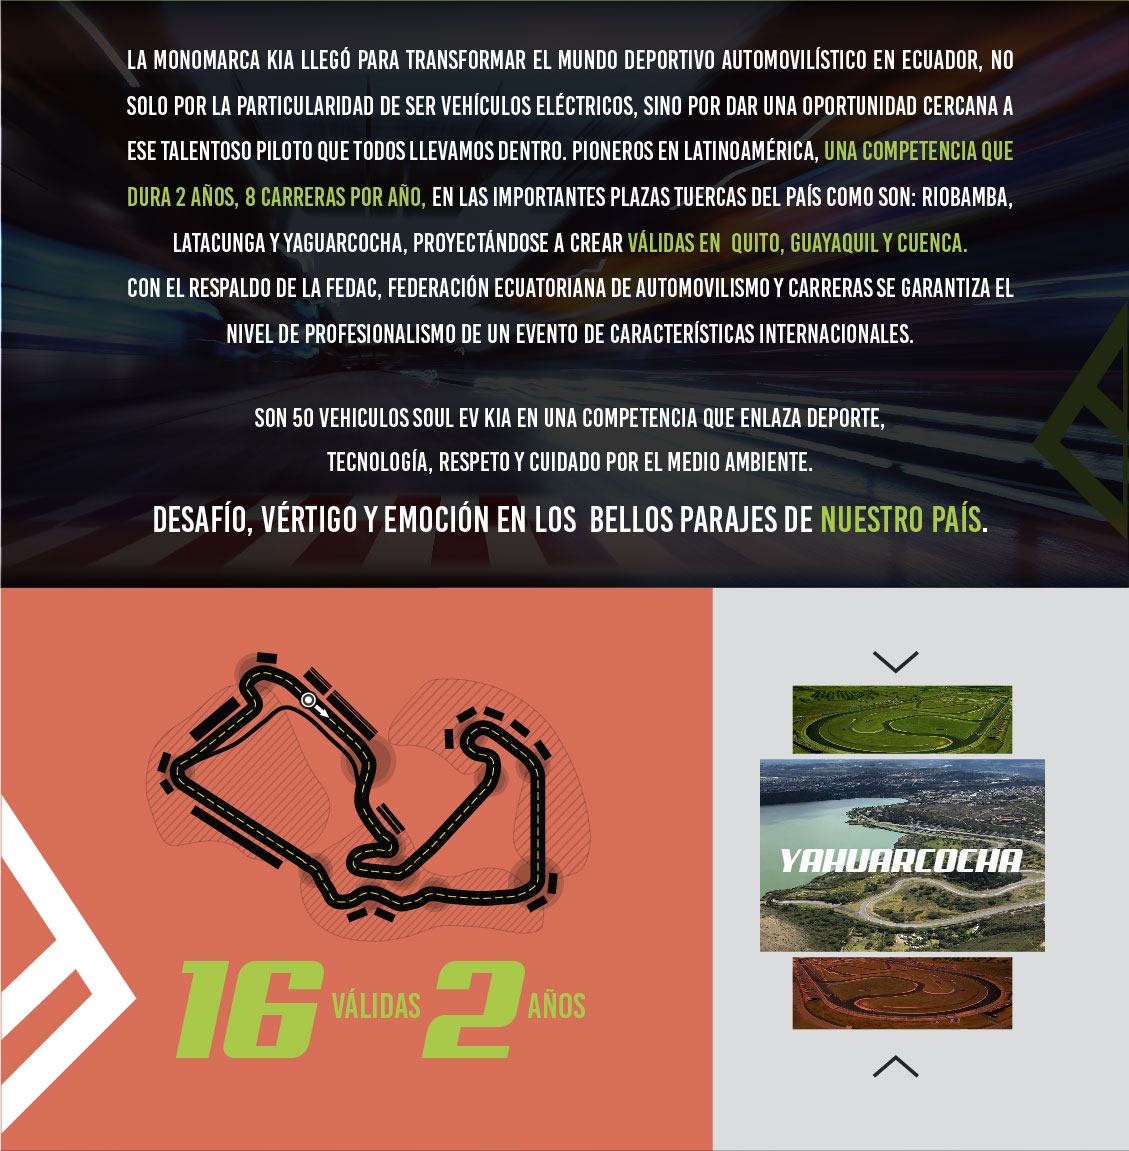 LA MONOMARCA KIA LLEGÓ PARA TRANSFORMAR EL MUNDO DEPORTIVO AUTOMOVILÍSTICO EN ECUADOR, NO
SOLO POR LA PARTICULARIDAD DE SER VEHÍCULOS ELÉCTRICOS, SINO POR DAR UNA OPORTUNIDAD CERCANA A
ESE TALENTOSO PILOTO QUE TODOS LLEVAMOS DENTRO. PIONEROS EN LATINOAMÉRICA, UNA COMPETENCIA QUE
DURA 2 AÑOS, 8 CARRERAS POR AÑO, EN LAS IMPORTANTES PLAZAS TUERCAS DEL PAÍS COMO SON: RIOBAMBA,
LATACUNGA Y YAGUARCOCHA, PROYECTÁNDOSE A CREAR VÁLIDAS EN QUITO, GUAYAQUIL Y CUENCA.
CON EL RESPALDO DE LA FEDAC, FEDERACIÓN ECUATORIANA DE AUTOMOVILISMO Y CARRERAS SE GARANTIZA EL
NIVEL DE PROFESIONALISMO DE UN EVENTO DE CARACTERÍSTICAS INTERNACIONALES.
SON 50 VEHICULOS SOUL EV KIA EN UNA COMPETENCIA QUE ENLAZA DEPORTE,
TECNOLOGÍA, RESPETO Y CUIDADO POR EL MEDIO AMBIENTE.
DESAFÍO, VÉRTIGO Y EMOCIÓN EN LOS BELLOS PARAJES DE NUESTRO PAÍS.
16 VÁLIDAS 2 AÑOS
YAHUARCOCHA